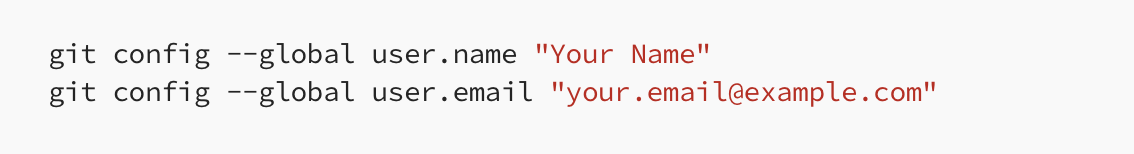 git config --global user.name "Your Name"
git config --global user.email "your.email@example.com"